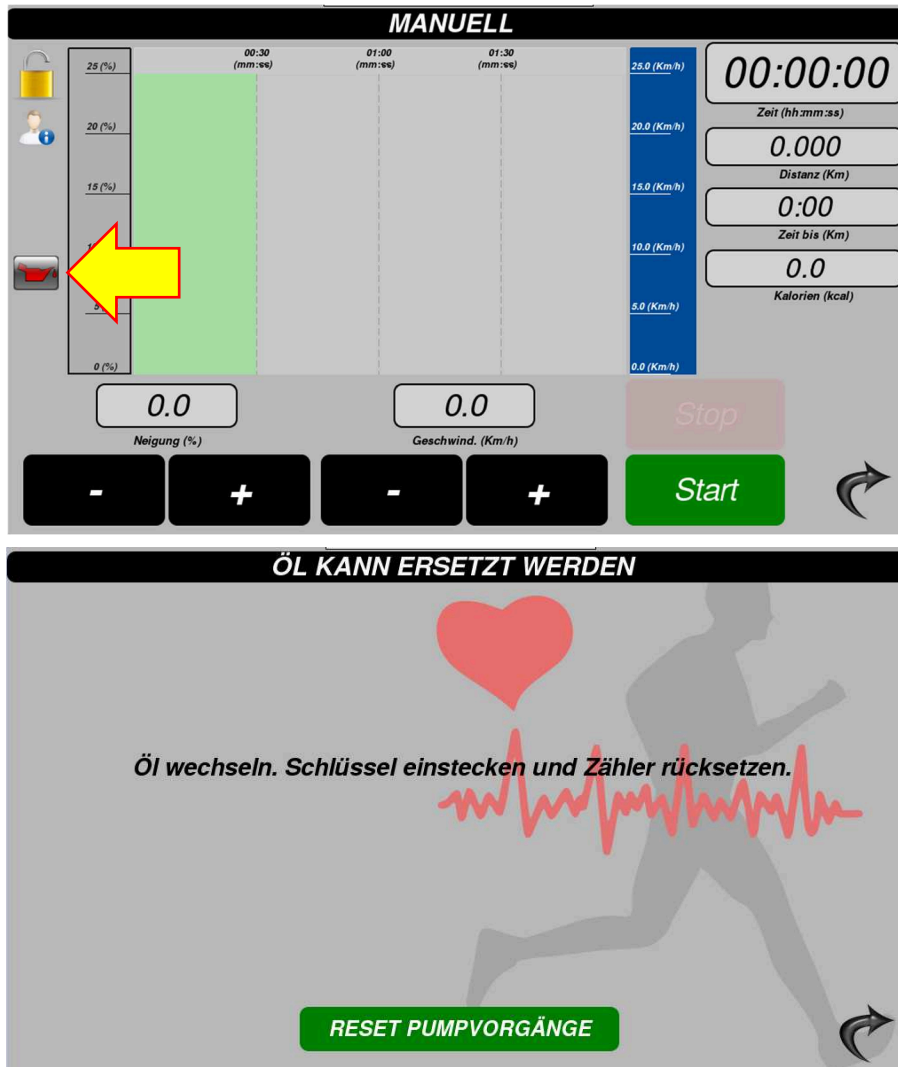 MANUELL
00:30 01:00 01:30
(mm:ss) (mm:ss) (mm:ss)
25 (%) 25.0 (Km/h)
00:00:00
Zeit (hh:mm:ss)
20 (%) 20.0 (Km/h)
0.000
Distanz (Km)
15 (%) 15.0 (Km/h)
0:00
Zeit bis (Km)
10.0 (Km/h)
0.0
Kalorien (kcal)
5.0 (Km/h)
0 (%) 0.0 (Km/h)
0.0 0.0 Stop
Neigung (%) Geschwind. (Km/h)
- + - + Start
ÖL KANN ERSETZT WERDEN
Öl wechseln. Schlüssel einstecken und Zähler rücksetzen.
RESET PUMPVORGÄNGE